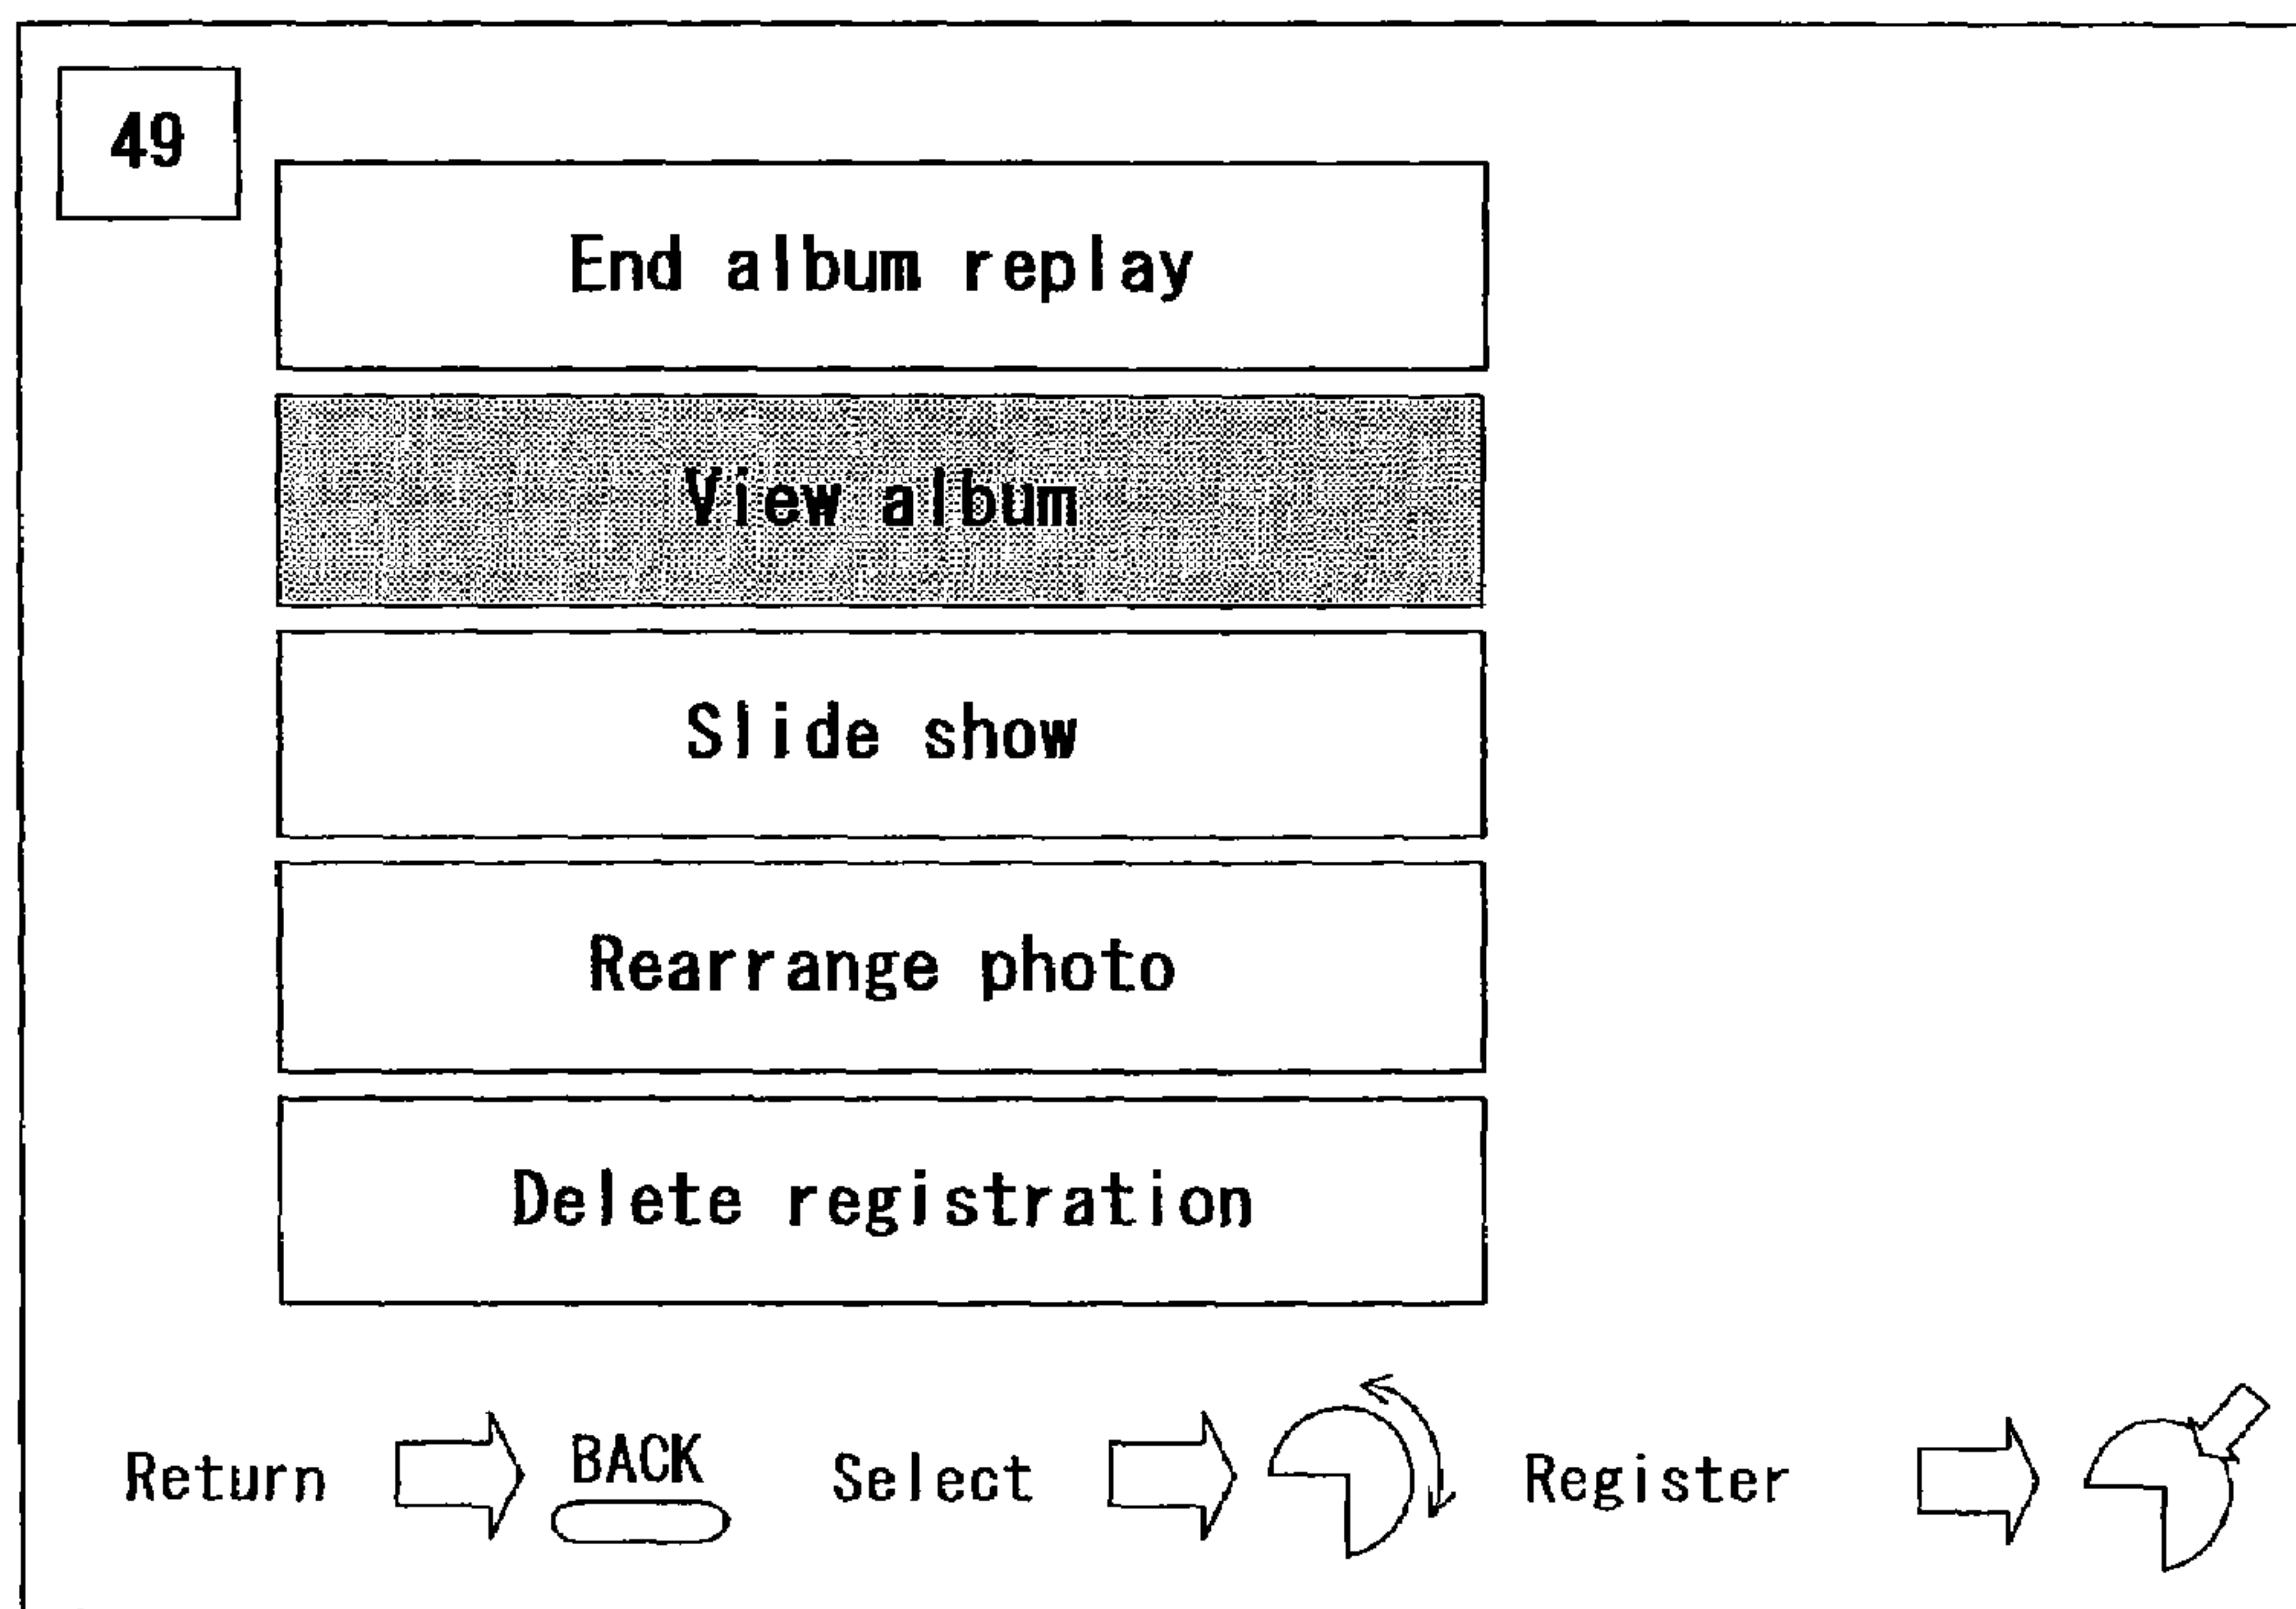 49
End album replay
View album
Slide show
Rearrange photo
Delete registration
Return BACK Select Register